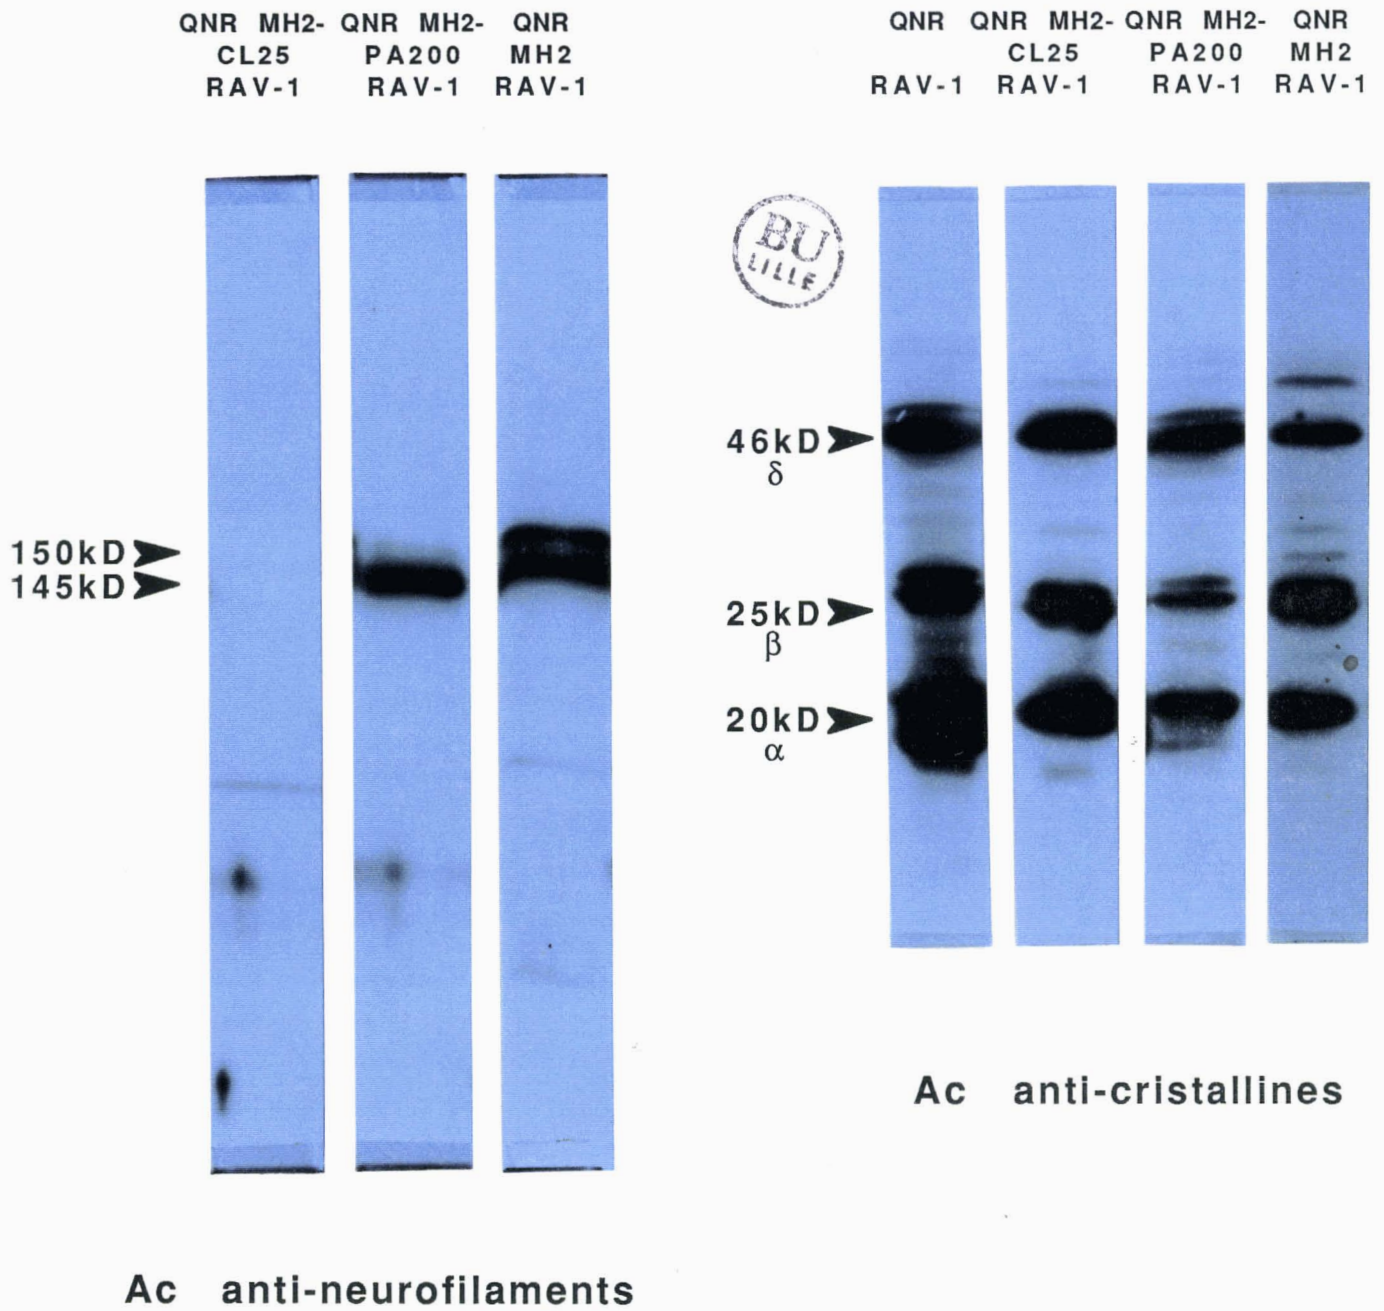 QNR MH2- QNR MH2- QNR
CL25 PA200 MH2
RAV-1 RAV-1 RAV-1
150kD
145kD
Ac anti-neurofilaments
QNR QNR MH2- QNR MH2- QNR
CL25 PA200 MH2
RAV-1 RAV-1 RAV-1 RAV-1
BU
LILLE
46kD
δ
25kD
β
20kD
α
Ac anti-cristallines